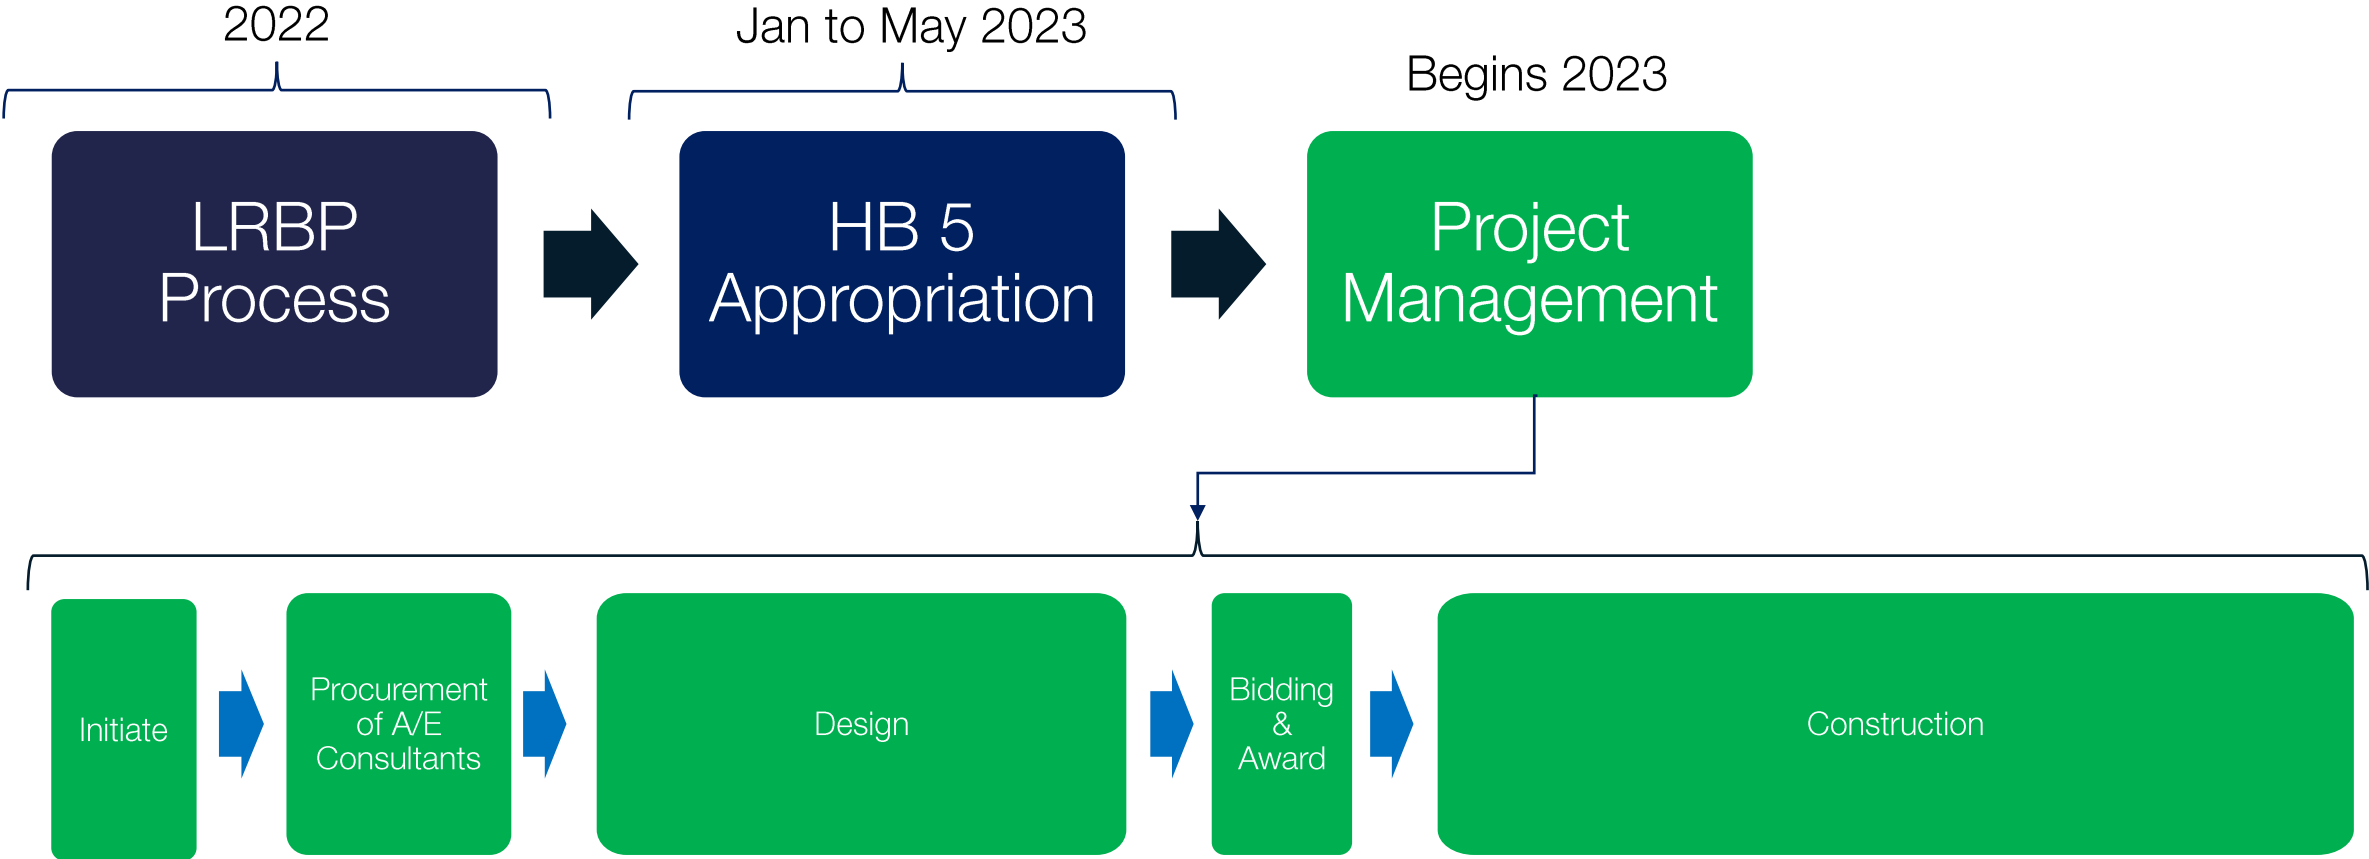 2022
Jan to May 2023
Begins 2023
LRBP
Process
HB 5
Appropriation
Project
Management
Initiate
Procurement
of A/E
Consultants
Design
Bidding
&
Award
Construction